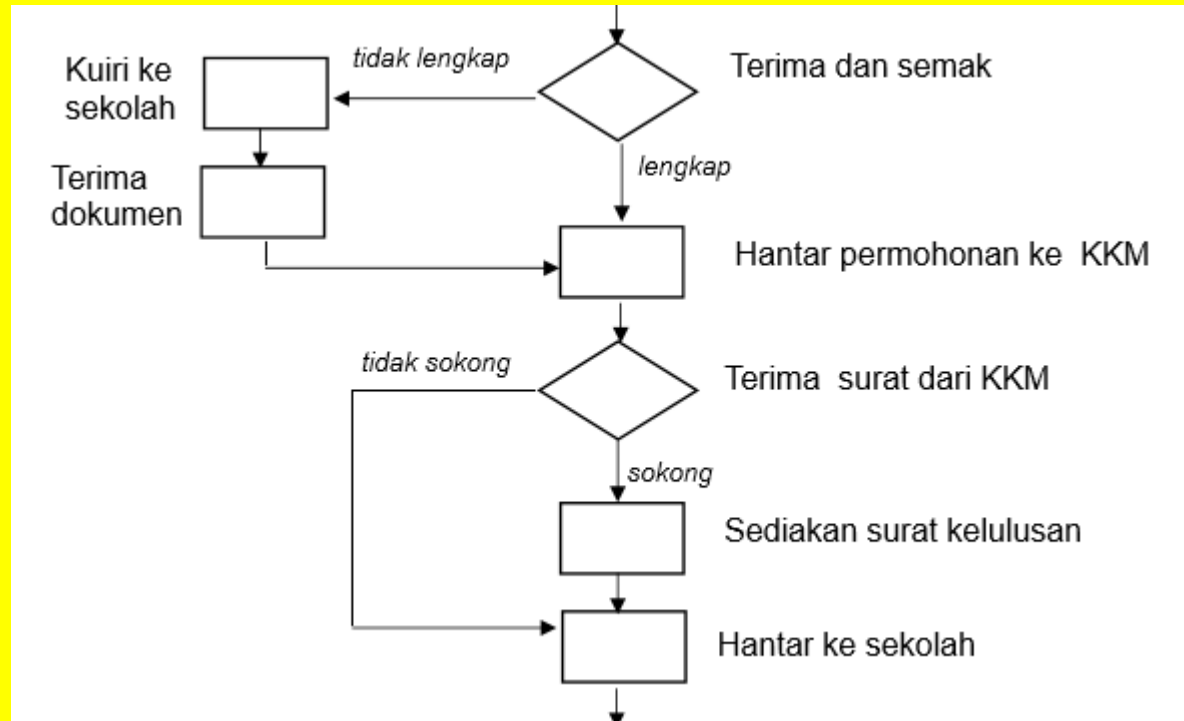 Terima dan semak
tidak lengkap
Kuiri ke
sekolah
lengkap
Terima
dokumen
Hantar permohonan ke KKM
tidak sokong
Terima surat dari KKM
sokong
Sediakan surat kelulusan
Hantar ke sekolah